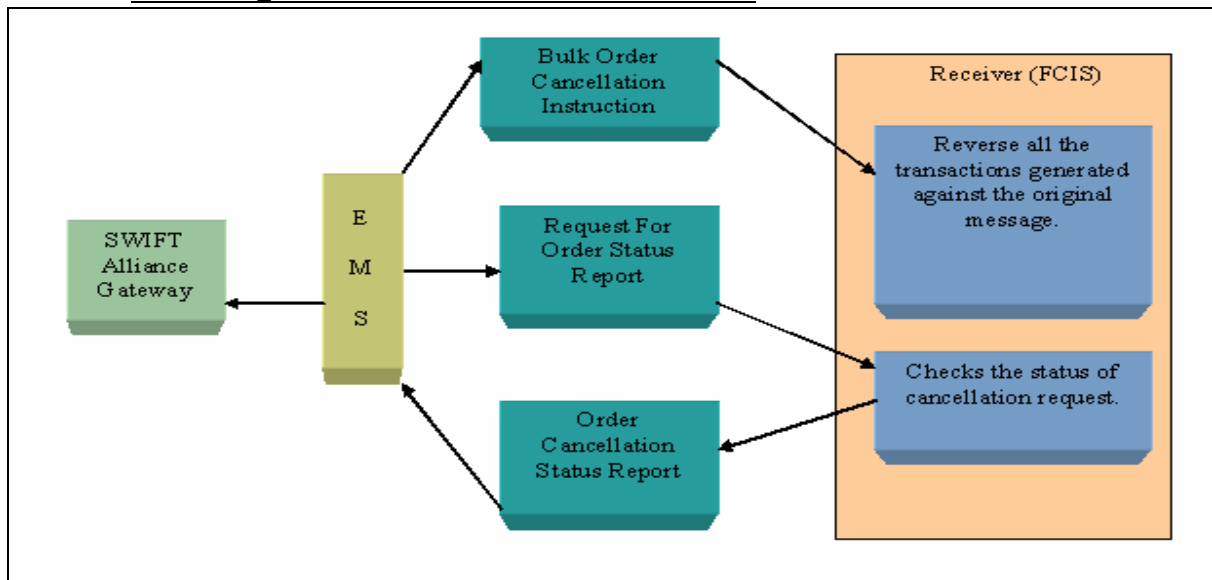 Bulk Order
Cancellation
Instruction
Receiver (FCIS)
Reverse all the
transactions generated
against the original
message.
E
M
S
SWIFT
Alliance
Gateway
Request For
Order Status
Report
Checks the status of
cancellation request.
Order
Cancellation
Status Report